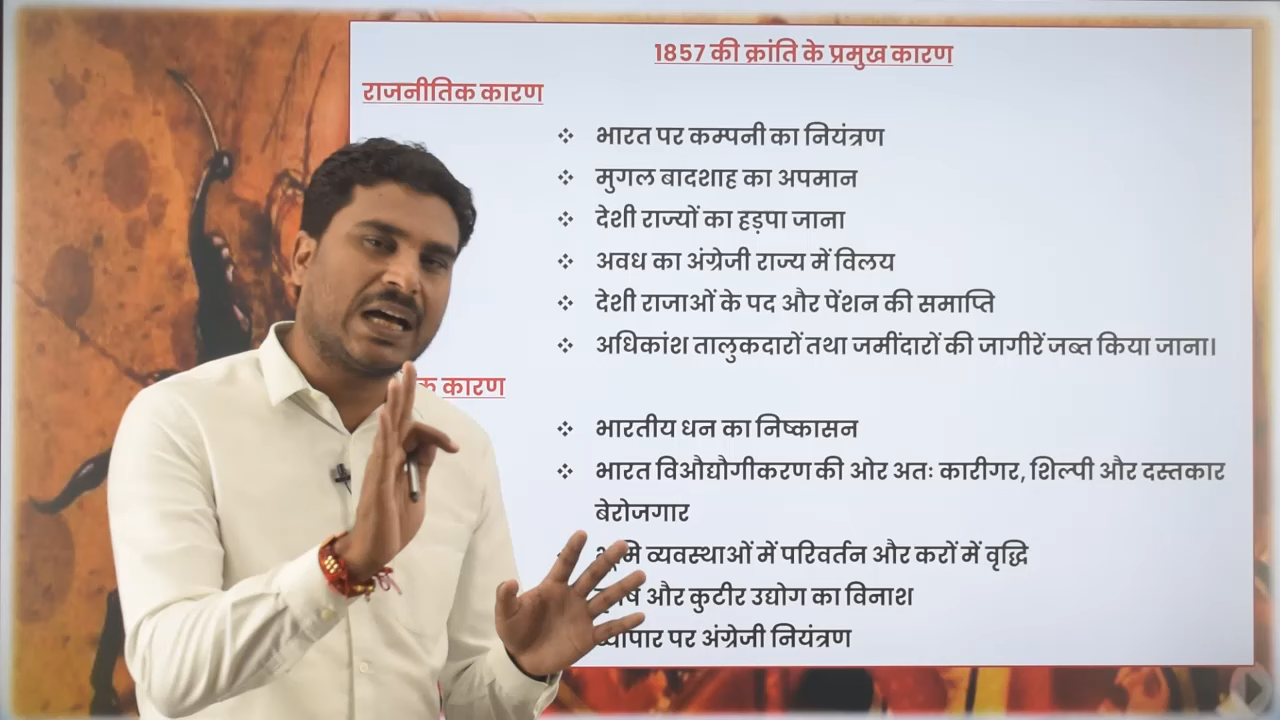 1857 की क्रांति के प्रमुख कारण
राजनीतिक कारण
❖ भारत पर कम्पनी का नियंत्रण
❖ मुगल बादशाह का अपमान
❖ देशी राज्यों का हड़पा जाना
❖ अवध का अंग्रेजी राज्य में विलय
❖ देशी राजाओं के पद और पेंशन की समाप्ति
❖ अधिकांश तालुकदारों तथा जमींदारों की जागीरें जब्त किया जाना।
कारण
❖ भारतीय धन का निष्कासन
❖ भारत विऔद्योगीकरण की ओर अतः कारीगर, शिल्पी और दस्तकार
बेरोजगार
व्यवस्थाओं में परिवर्तन और करों में वृद्धि
और कुटीर उद्योग का विनाश
व्यापार पर अंग्रेजी नियंत्रण